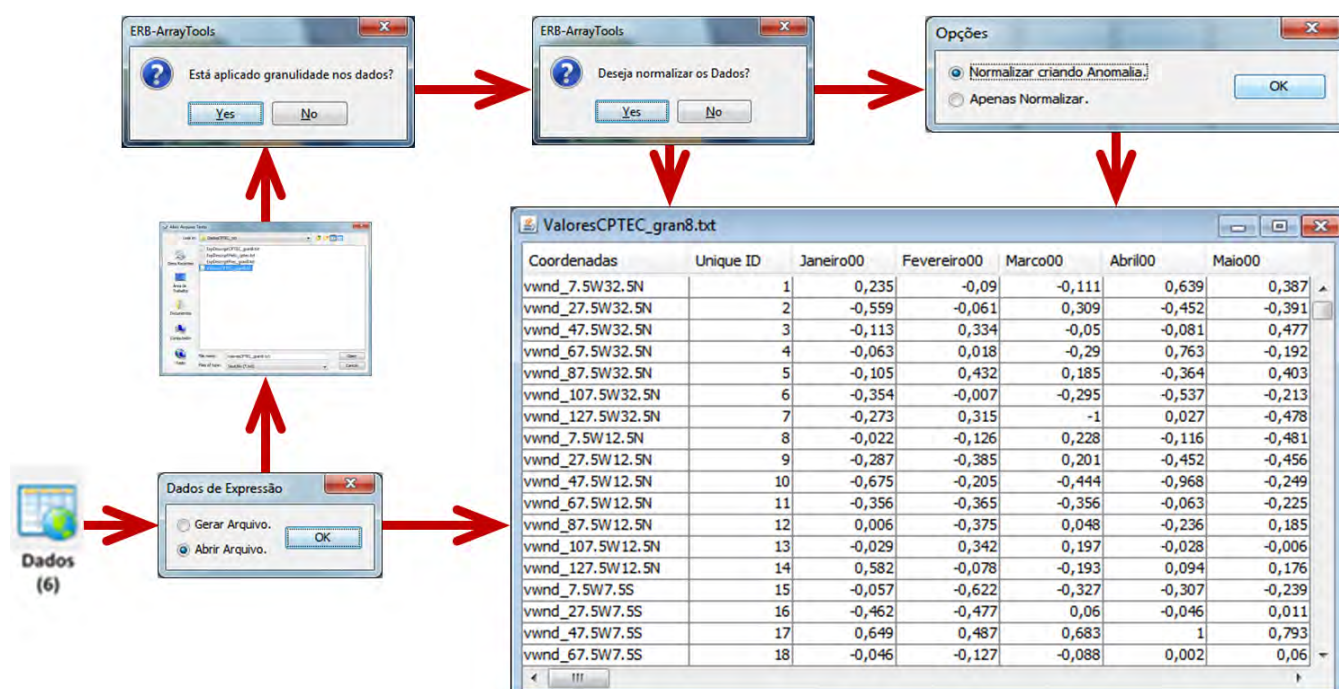 ERB-ArrayTools
Está aplicado granulidade nos dados?
Yes
No
ERB-ArrayTools
Deseja normalizar os Dados?
Yes
No
Opções
Normalizar criando Anomalia.
Apenas Normalizar.
OK
Dados
(6)
Dados de Expressão
Gerar Arquivo.
Abrir Arquivo.
OK
ValoresCPTEC_gran8.txt
Coordenadas Unique ID Janeiro00 Fevereiro00 Marco00 Abril00 Maio00
vwnd_7.5W32.5N 1 0,235 -0,09 -0,111 0,639 0,387
vwnd_27.5W32.5N 2 -0,559 -0,061 0,309 -0,452 -0,391
vwnd_47.5W32.5N 3 -0,113 0,334 -0,05 -0,081 0,477
vwnd_67.5W32.5N 4 -0,063 0,018 -0,29 0,763 -0,192
vwnd_87.5W32.5N 5 -0,105 0,432 0,185 -0,364 0,403
vwnd_107.5W32.5N 6 -0,354 -0,007 -0,295 -0,537 -0,213
vwnd_127.5W32.5N 7 -0,273 0,315 -1 0,027 -0,478
vwnd_7.5W12.5N 8 -0,022 -0,126 0,228 -0,116 -0,481
vwnd_27.5W12.5N 9 -0,287 -0,385 0,201 -0,452 -0,456
vwnd_47.5W12.5N 10 -0,675 -0,205 -0,444 -0,968 -0,249
vwnd_67.5W12.5N 11 -0,356 -0,365 -0,356 -0,063 -0,225
vwnd_87.5W12.5N 12 0,006 -0,375 0,048 -0,236 0,185
vwnd_107.5W12.5N 13 -0,029 0,342 0,197 -0,028 -0,006
vwnd_127.5W12.5N 14 0,582 -0,078 -0,193 0,094 0,176
vwnd_7.5W7.5S 15 -0,057 -0,622 -0,327 -0,307 -0,239
vwnd_27.5W7.5S 16 -0,462 -0,477 0,06 -0,046 0,011
vwnd_47.5W7.5S 17 0,649 0,487 0,683 1 0,793
vwnd_67.5W7.5S 18 -0,046 -0,127 -0,088 0,002 0,06